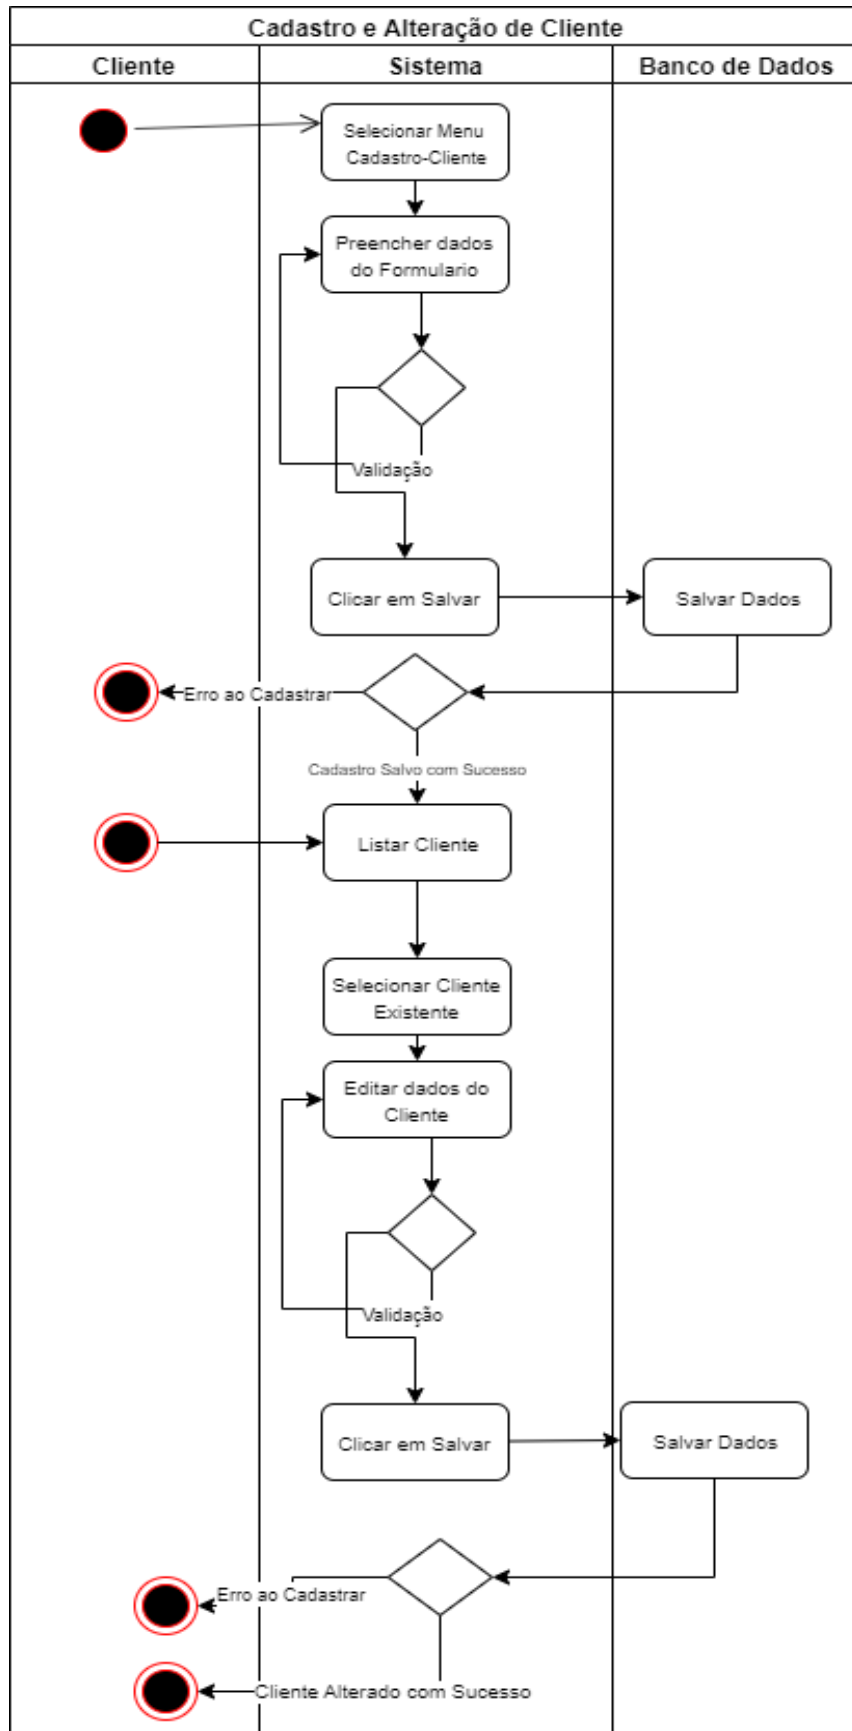 Cadastro e Alteração de Cliente
Cliente
Sistema
Banco de Dados
Selecionar Menu
Cadastro-Cliente
Preencher dados
do Formulario
Validação
Clicar em Salvar
Salvar Dados
Erro ao Cadastrar
Cadastro Salvo com Sucesso
Listar Cliente
Selecionar Cliente
Existente
Editar dados do
Cliente
Validação
Clicar em Salvar
Salvar Dados
Erro ao Cadastrar
Cliente Alterado com Sucesso